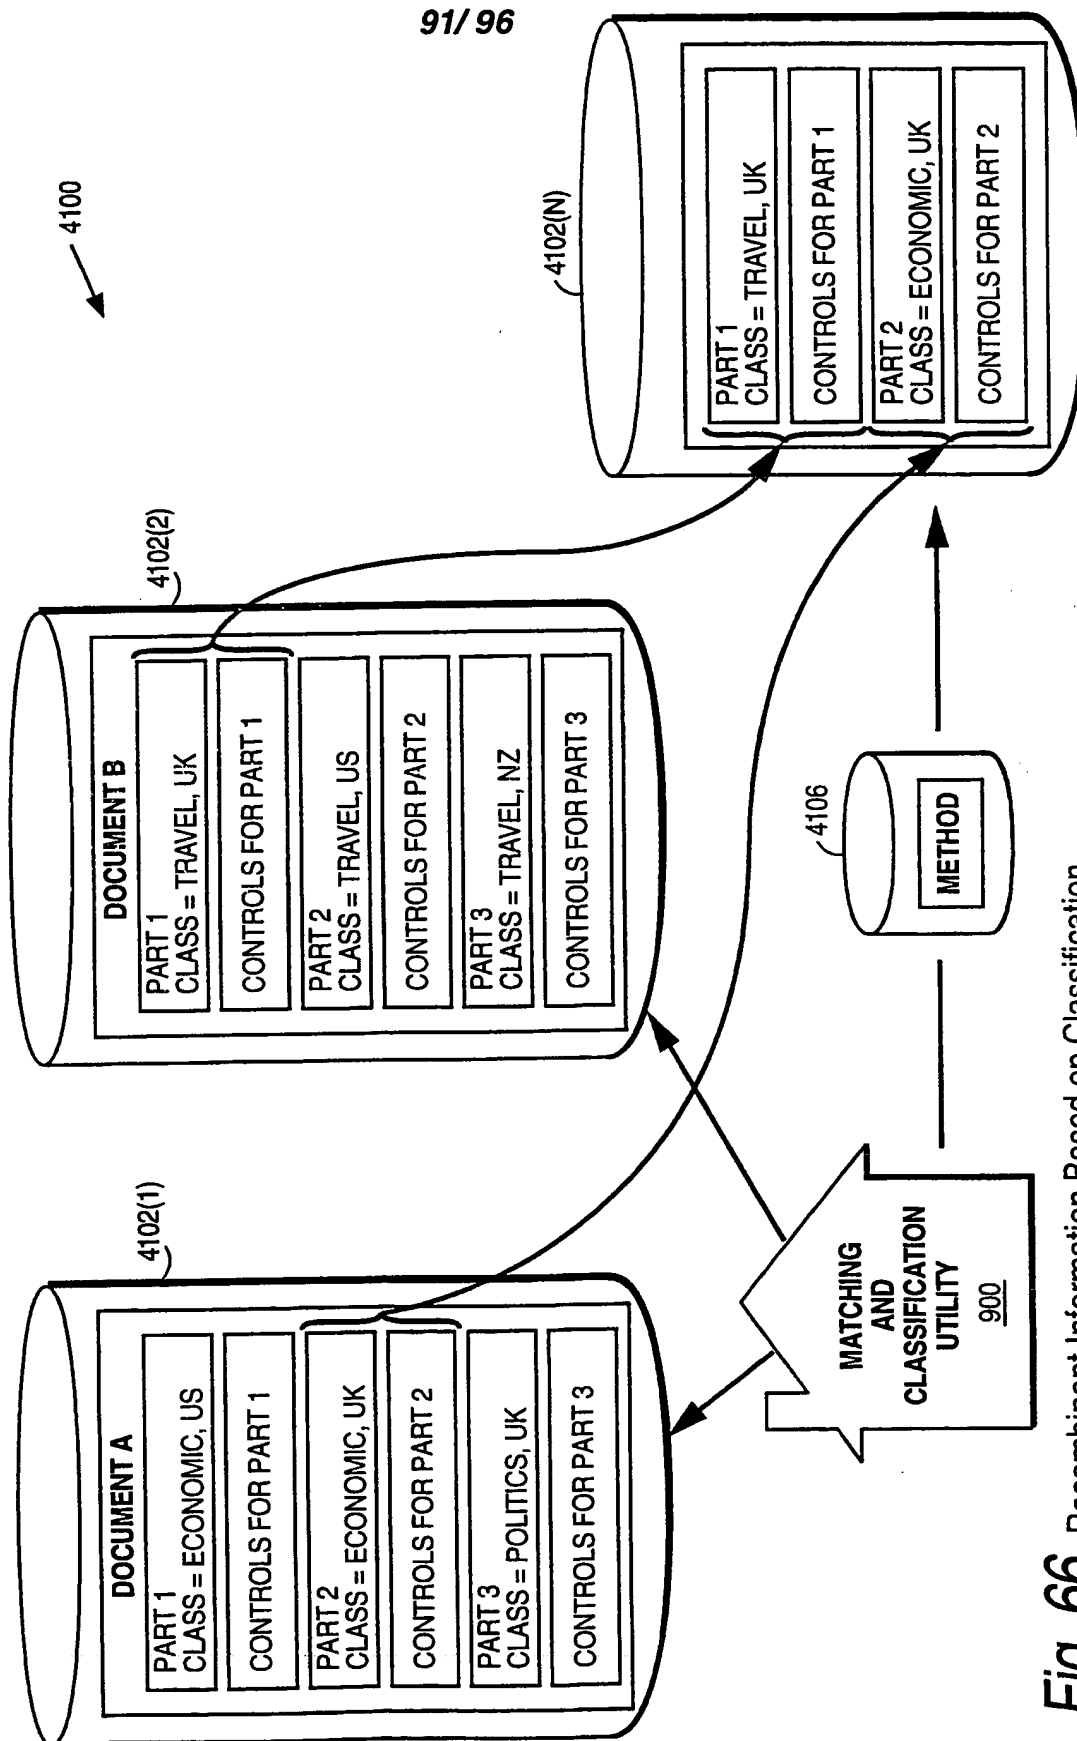 91/ 96
4100
4102(1)
DOCUMENT A
PART 1
CLASS = ECONOMIC, US
CONTROLS FOR PART 1
PART 2
CLASS = ECONOMIC, UK
CONTROLS FOR PART 2
PART 3
CLASS = POLITICS, UK
CONTROLS FOR PART 3
4102(2)
DOCUMENT B
PART 1
CLASS = TRAVEL, UK
CONTROLS FOR PART 1
PART 2
CLASS = TRAVEL, US
CONTROLS FOR PART 2
PART 3
CLASS = TRAVEL, NZ
CONTROLS FOR PART 3
4102(N)
PART 1
CLASS = TRAVEL, UK
CONTROLS FOR PART 1
PART 2
CLASS = ECONOMIC, UK
CONTROLS FOR PART 2
MATCHING
AND
CLASSIFICATION
UTILITY
900
4106
METHOD
Fig. 66 Recombinant Information Based on Classification